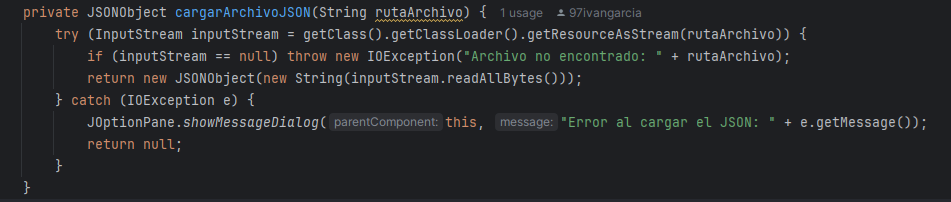 private JSONObject cargarArchivoJSON(String rutaArchivo) { 1 usage 97ivangarcia
try (InputStream inputStream = getClass().getClassLoader().getResourceAsStream(rutaArchivo)) {
if (inputStream == null) throw new IOException("Archivo no encontrado: " + rutaArchivo);
return new JSONObject(new String(inputStream.readAllBytes()));
} catch (IOException e) {
JOptionPane.showMessageDialog( parentComponent: this, message: "Error al cargar el JSON: " + e.getMessage());
return null;
}
}